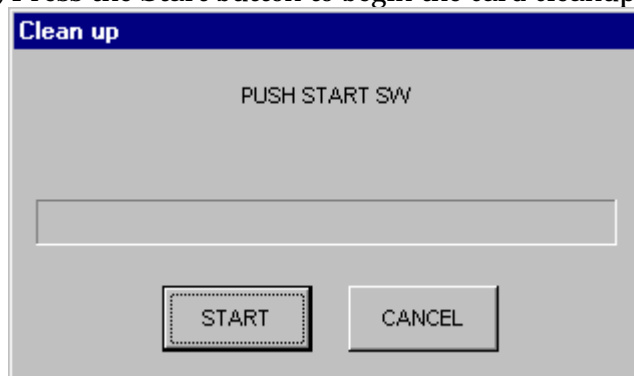 Press the Start button to begin the card cleanup
Clean up
PUSH START SW
START
CANCEL